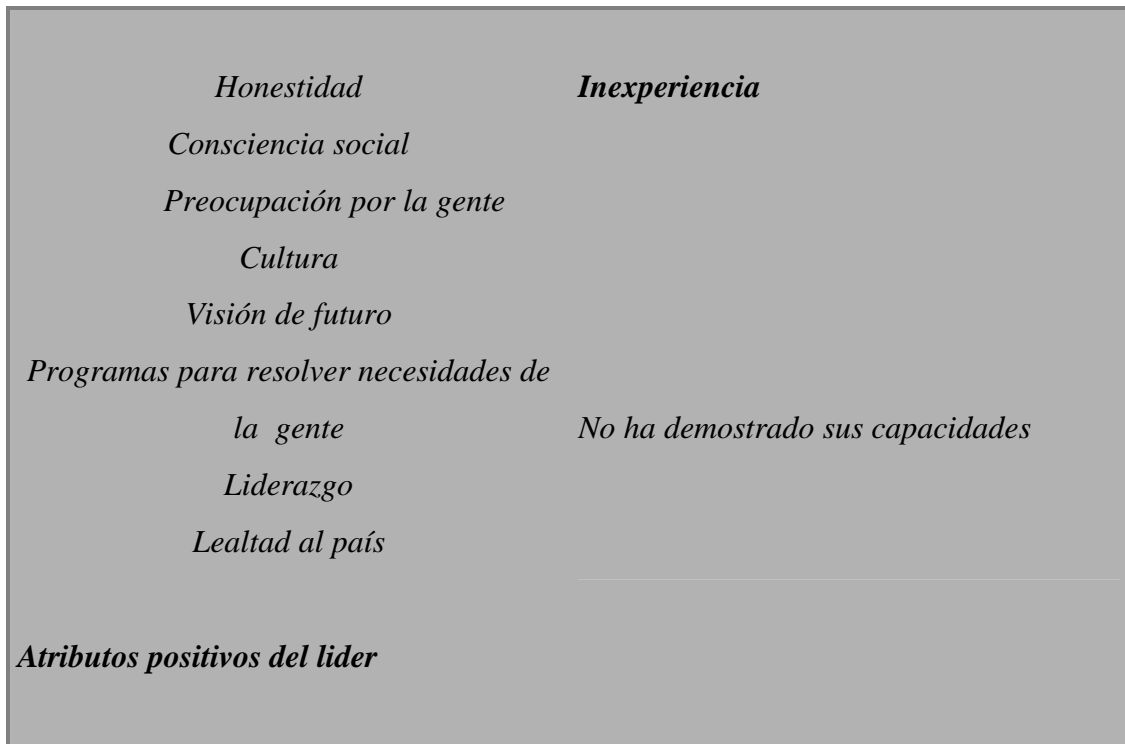 Honestidad
Consciencia social
Preocupación por la gente
Cultura
Visión de futuro
Programas para resolver necesidades de
la gente
Liderazgo
Lealtad al país
Atributos positivos del lider
Inexperiencia
No ha demostrado sus capacidades